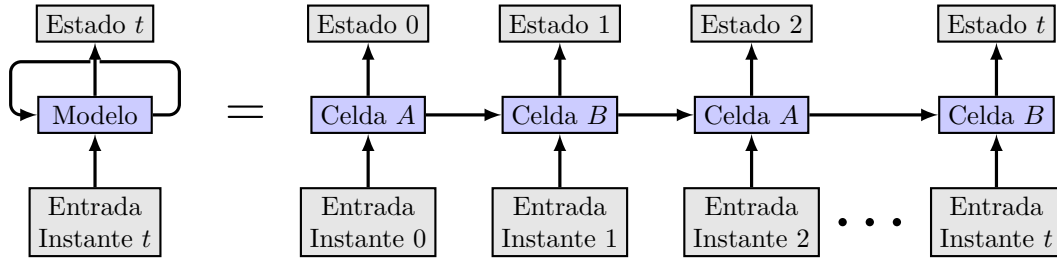 Estado t
Estado 0
Estado 1
Estado 2
Estado t
Modelo
=
Celda A
Celda B
Celda A
Celda B
Entrada
Instante t
Entrada
Instante 0
Entrada
Instante 1
Entrada
Instante 2
• • •
Entrada
Instante t